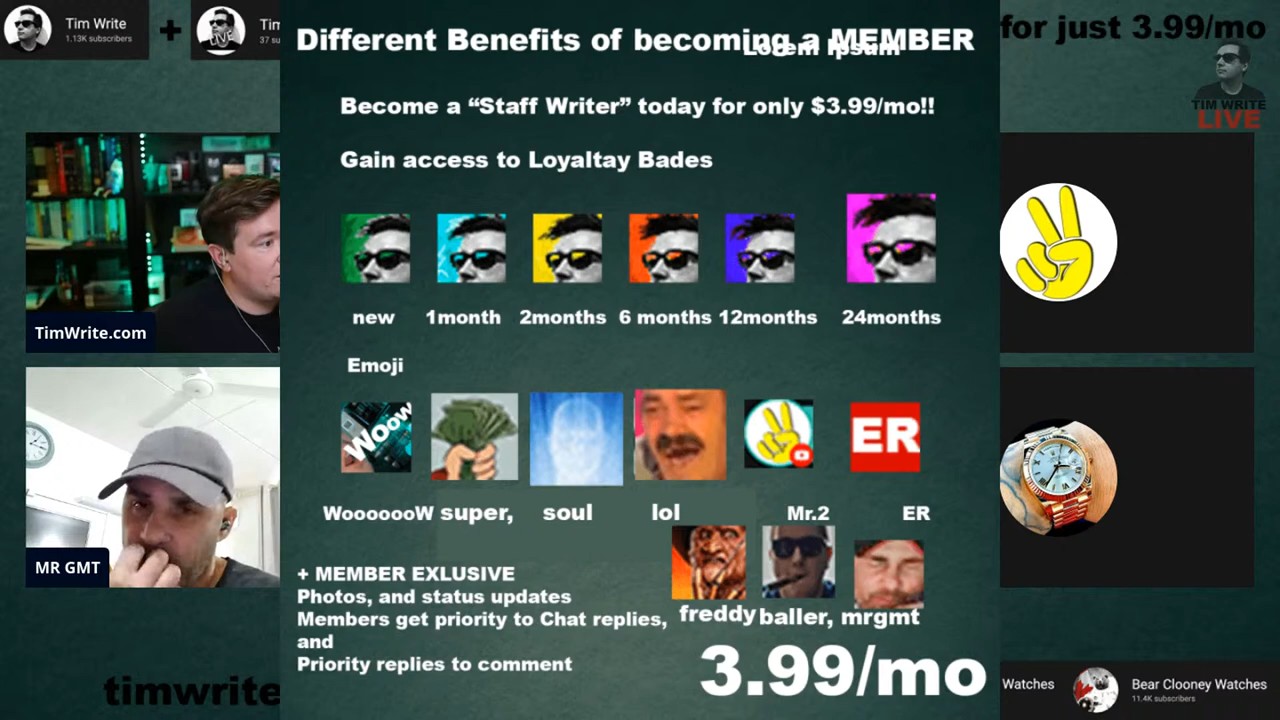 Tim Write
1.13K subscribers
Tim
37 su
Different Benefits of becoming a MEMBER
Lorem Ipsum
for just 3.99/mo
TIM WRITE
LIVE
Become a “Staff Writer” today for only $3.99/mo!!
Gain access to Loyaltay Bades
new 1month 2months 6 months 12months 24months
TimWrite.com
Emoji
Woow
ER
WooooooW super, soul lol Mr.2 ER
MR GMT
+ MEMBER EXLUSIVE
Photos, and status updates
Members get priority to Chat replies,
and
Priority replies to comment
freddy baller, mrgmt
3.99/mo
timwrite
Watches
Bear Clooney Watches
11.4K subscribers